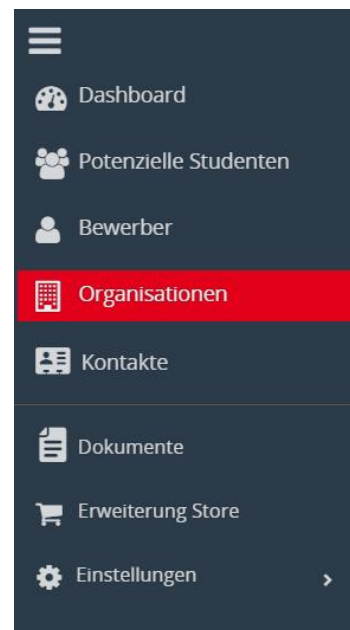 Dashboard
Potenzielle Studenten
Bewerber
Organisationen
Kontakte
Dokumente
Erweiterung Store
Einstellungen